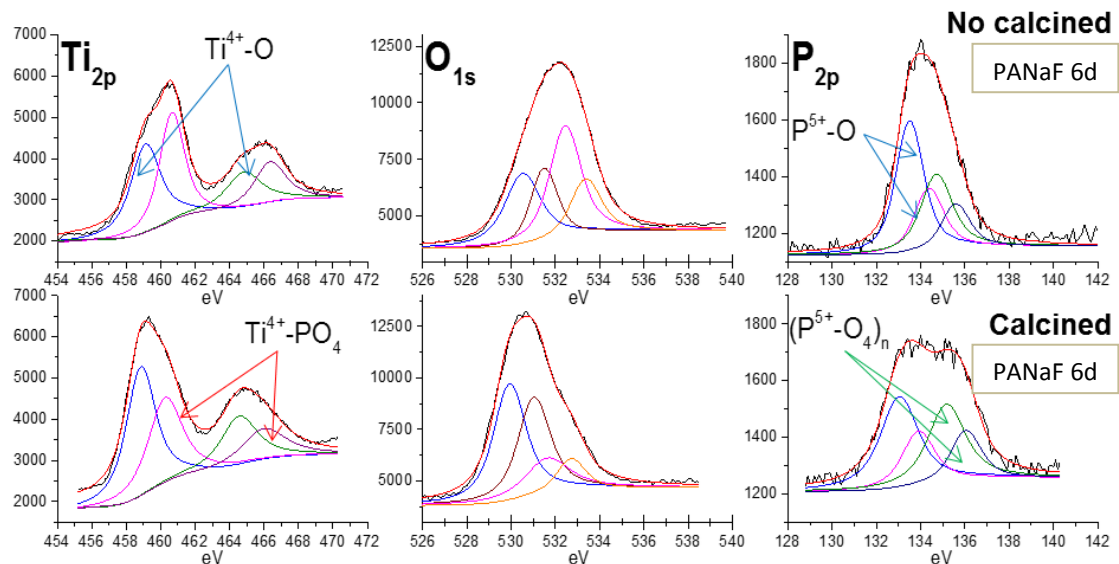 No calcined
PANaF 6d
Ti2p
Ti4+-O
7000
6000
5000
4000
3000
2000
454 456 458 460 462 464 466 468 470 472
eV
O1s
12500
10000
7500
5000
526 528 530 532 534 536 538 540
eV
P2p
P5+-O
1800
1600
1400
1200
128 130 132 134 136 138 140 142
eV
Calcined
PANaF 6d
Ti4+-PO4
7000
6000
5000
4000
3000
2000
454 456 458 460 462 464 466 468 470 472
eV
12500
10000
7500
5000
526 528 530 532 534 536 538 540
eV
(P5+-O4)n
1800
1600
1400
1200
128 130 132 134 136 138 140 142
eV